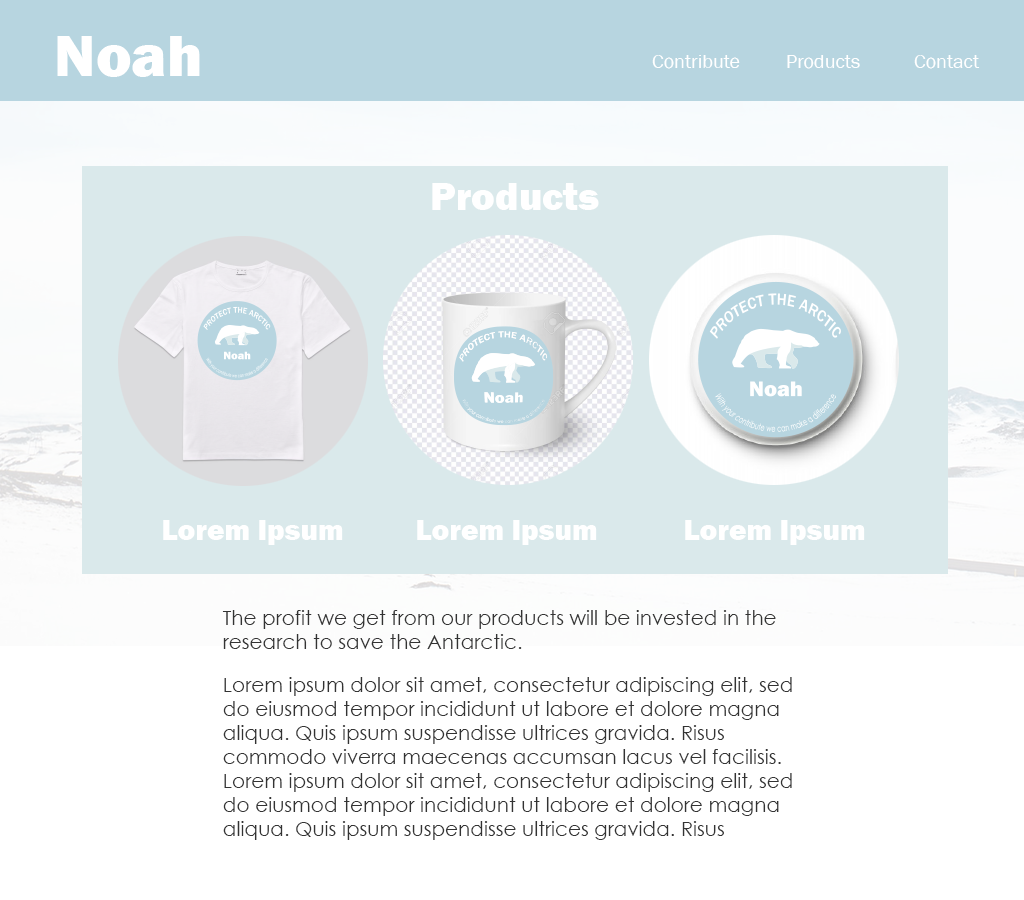 Noah
Contribute Products Contact
Products
PROTECT THE ARCTIC
Noah
PROTECT THE ARCTIC
Noah
PROTECT THE ARCTIC
Noah
With your contribute we can make a difference
Lorem Ipsum Lorem Ipsum Lorem Ipsum
The profit we get from our products will be invested in the
research to save the Antarctic.
Lorem ipsum dolor sit amet, consectetur adipiscing elit, sed
do eiusmod tempor incididunt ut labore et dolore magna
aliqua. Quis ipsum suspendisse ultrices gravida. Risus
commodo viverra maecenas accumsan lacus vel facilisis.
Lorem ipsum dolor sit amet, consectetur adipiscing elit, sed
do eiusmod tempor incididunt ut labore et dolore magna
aliqua. Quis ipsum suspendisse ultrices gravida. Risus